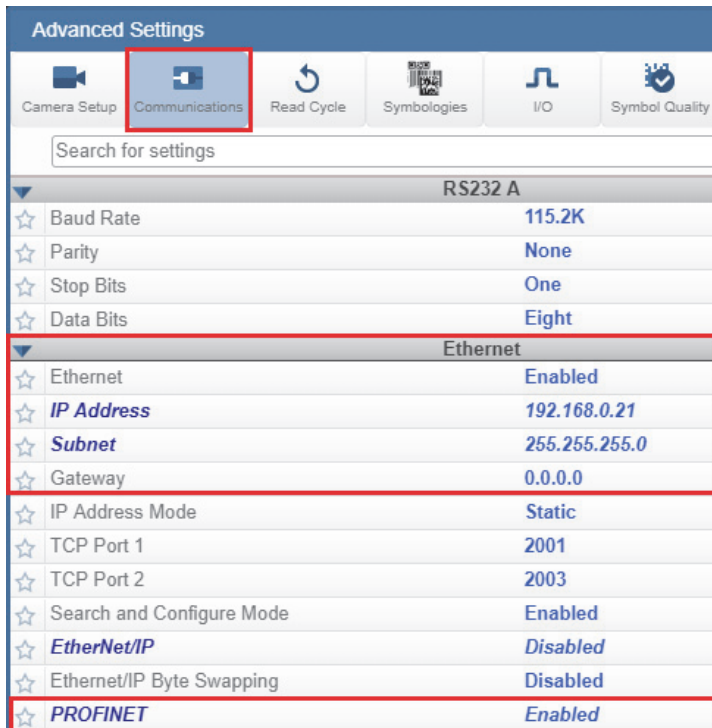 Advanced Settings
Camera Setup Communications Read Cycle Symbologies I/O Symbol Quality
Search for settings
RS232 A
Baud Rate 115.2K
Parity None
Stop Bits One
Data Bits Eight
Ethernet
Ethernet Enabled
IP Address 192.168.0.21
Subnet 255.255.255.0
Gateway 0.0.0.0
IP Address Mode Static
TCP Port 1 2001
TCP Port 2 2003
Search and Configure Mode Enabled
EtherNet/IP Disabled
Ethernet/IP Byte Swapping Disabled
PROFINET Enabled